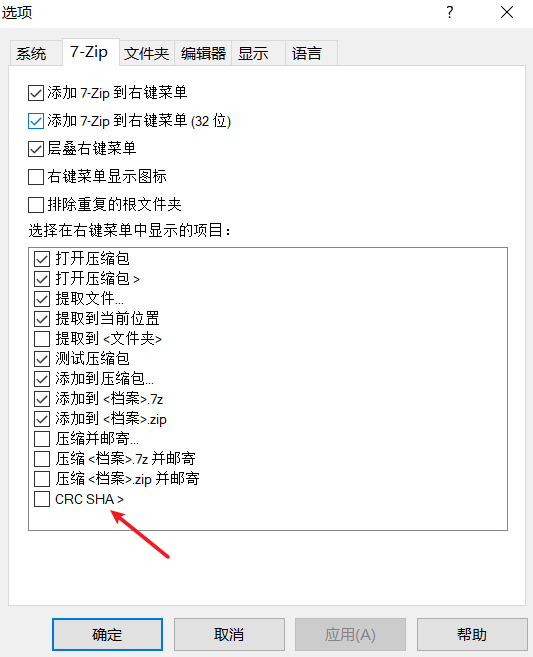 选项
系统 7-Zip 文件夹 编辑器 显示 语言
添加 7-Zip 到右键菜单
添加 7-Zip 到右键菜单 (32 位)
层叠右键菜单
右键菜单显示图标
排除重复的根文件夹
选择在右键菜单中显示的项目：
打开压缩包
打开压缩包 >
提取文件...
提取到当前位置
提取到 <文件夹>
测试压缩包
添加到压缩包...
添加到 <档案>.7z
添加到 <档案>.zip
压缩并邮寄...
压缩 <档案>.7z 并邮寄
压缩 <档案>.zip 并邮寄
CRC SHA >
确定 取消 应用(A) 帮助